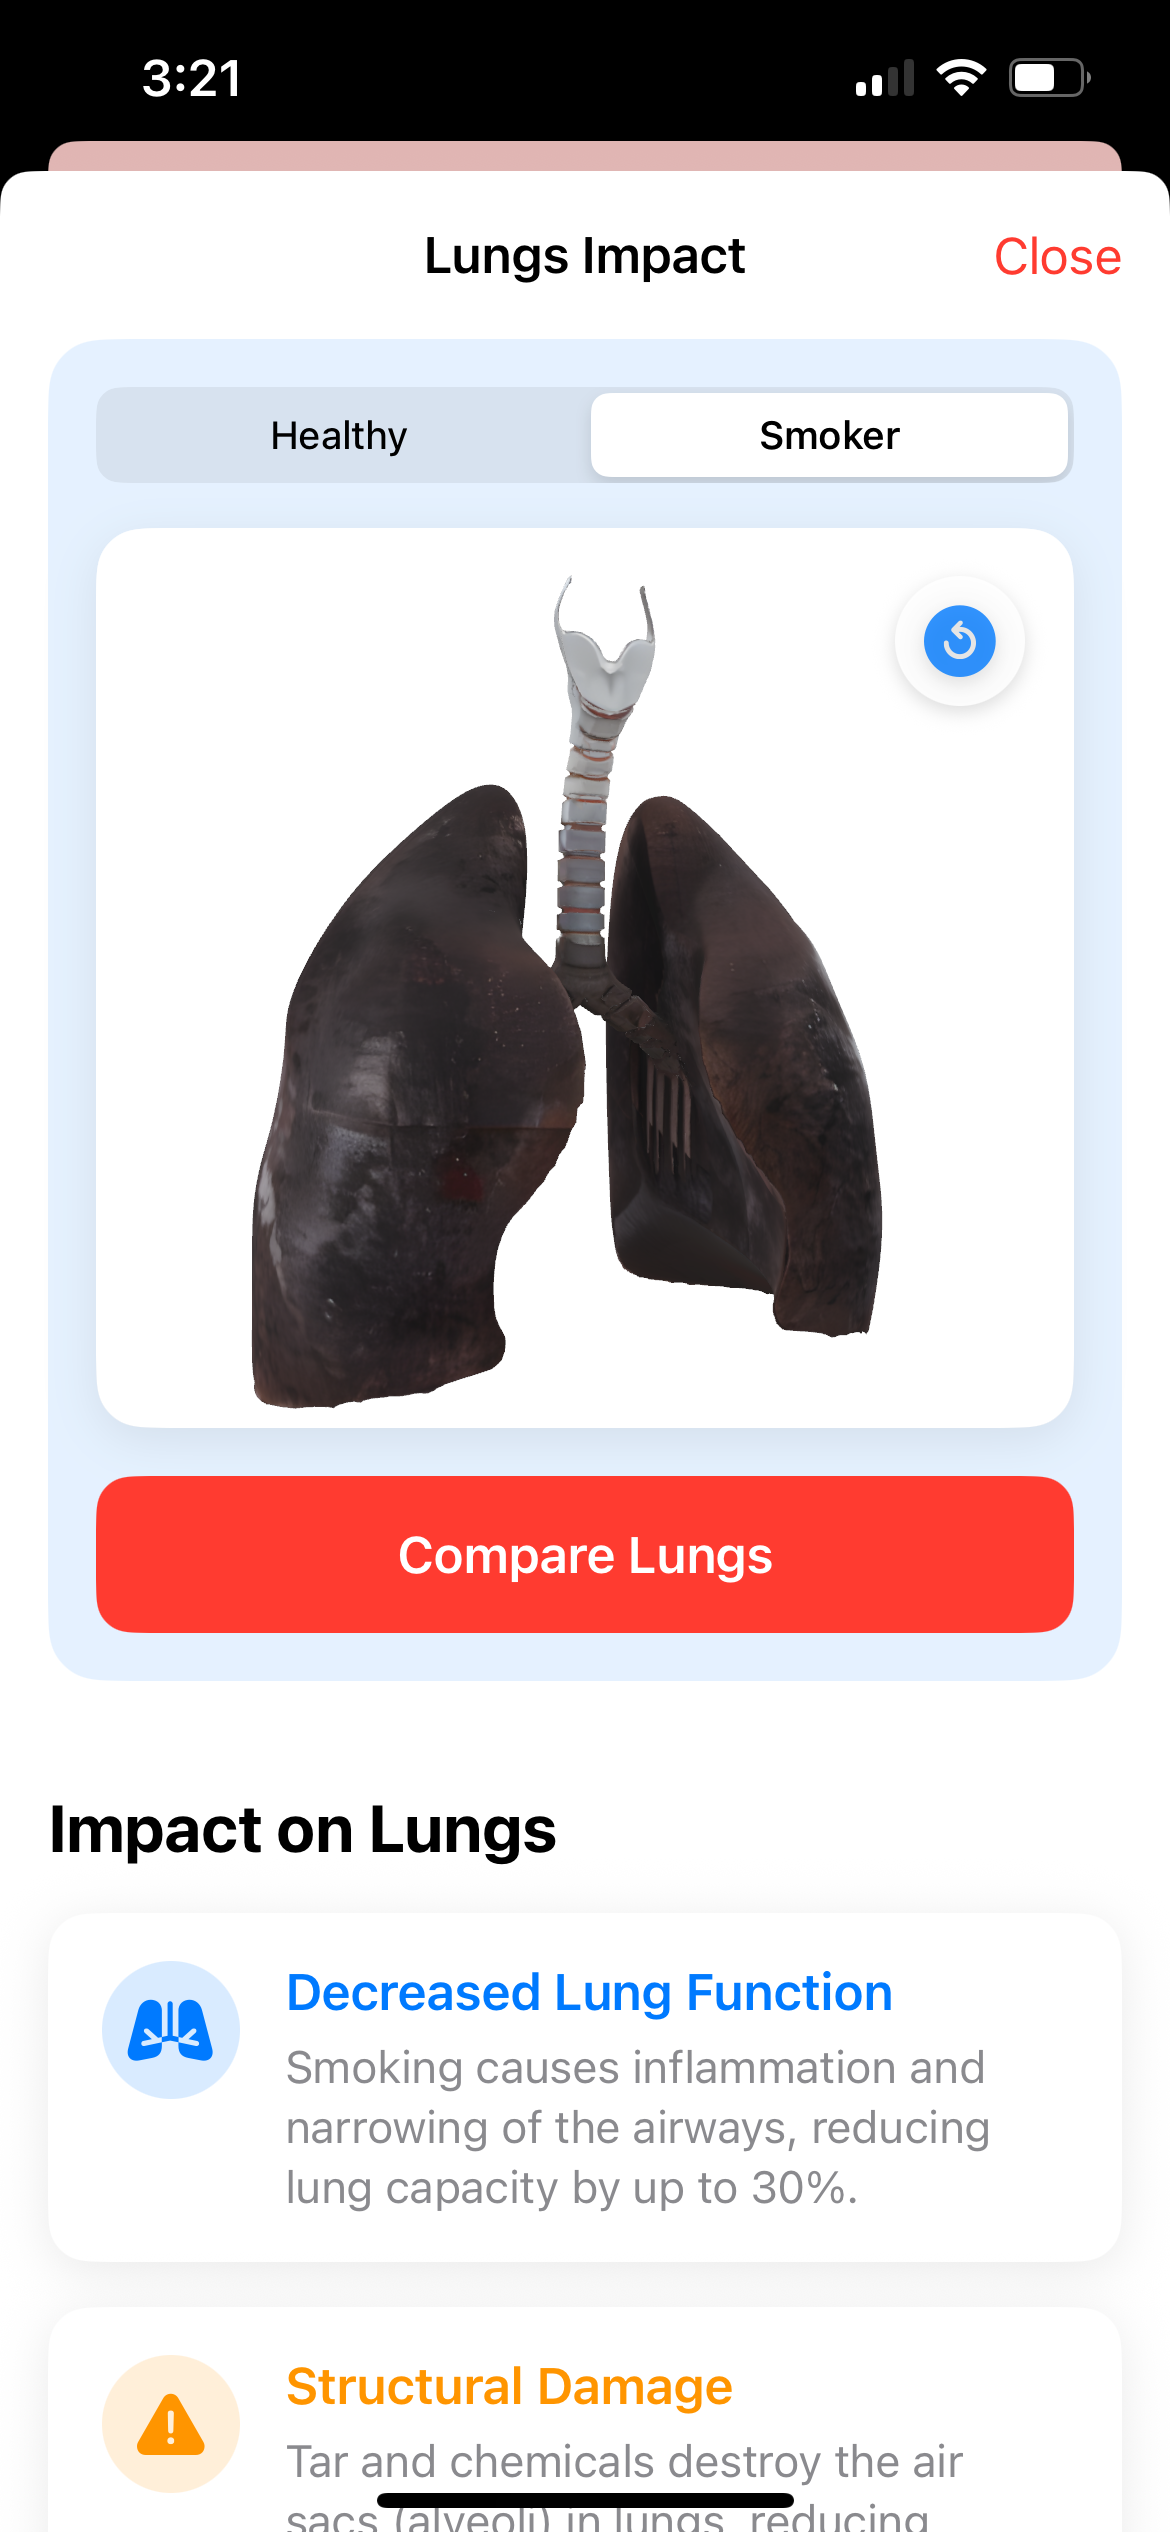 3:21
Lungs Impact
Close
Healthy
Smoker
Compare Lungs
Impact on Lungs
Decreased Lung Function
Smoking causes inflammation and
narrowing of the airways, reducing
lung capacity by up to 30%.
Structural Damage
Tar and chemicals destroy the air
sacs (alveoli) in lungs, reducing